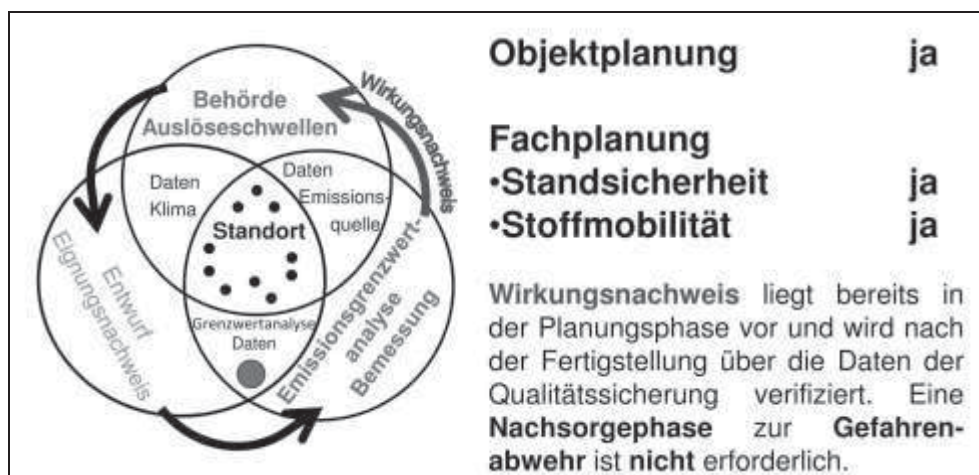 Behörde
Auslöseschwellen
Wirkungsnachweis
Daten
Klima
Daten
Emissions-
quelle
Standort
Entwurf
Eignungsnachweis
Grenzwertanalyse
Daten
Emissionsgrenzwert-
analyse
Bemessung
Objektplanung ja
Fachplanung
•Standsicherheit ja
•Stoffmobilität ja
Wirkungsnachweis liegt bereits in
der Planungsphase vor und wird nach
der Fertigstellung über die Daten der
Qualitätssicherung verifiziert. Eine
Nachsorgephase zur Gefahren-
abwehr ist nicht erforderlich.